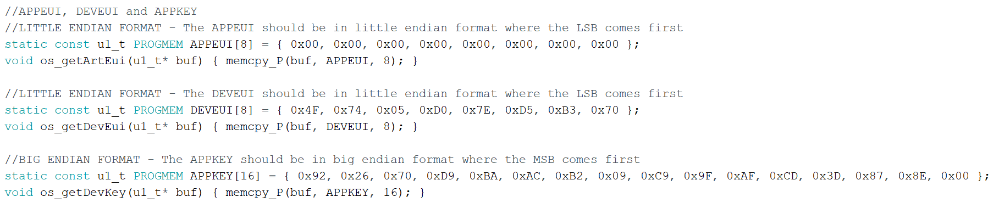 //APPEUI, DEVEUI and APPKEY
//LITTLE ENDIAN FORMAT - The APPEUI should be in little endian format where the LSB comes first
static const u1_t PROGMEM APPEUI[8] = { 0x00, 0x00, 0x00, 0x00, 0x00, 0x00, 0x00, 0x00 };
void os_getArtEui(u1_t* buf) { memcpy_P(buf, APPEUI, 8); }
//LITTLE ENDIAN FORMAT - The DEVEUI should be in little endian format where the LSB comes first
static const u1_t PROGMEM DEVEUI[8] = { 0x4F, 0x74, 0x05, 0xD0, 0x7E, 0xD5, 0xB3, 0x70 };
void os_getDevEui(u1_t* buf) { memcpy_P(buf, DEVEUI, 8); }
//BIG ENDIAN FORMAT - The APPKEY should be in big endian format where the MSB comes first
static const u1_t PROGMEM APPKEY[16] = { 0x92, 0x26, 0x70, 0xD9, 0xBA, 0xAC, 0xB2, 0x09, 0xC9, 0x9F, 0xAF, 0xCD, 0x3D, 0x87, 0x8E, 0x00 };
void os_getDevKey(u1_t* buf) { memcpy_P(buf, APPKEY, 16); }